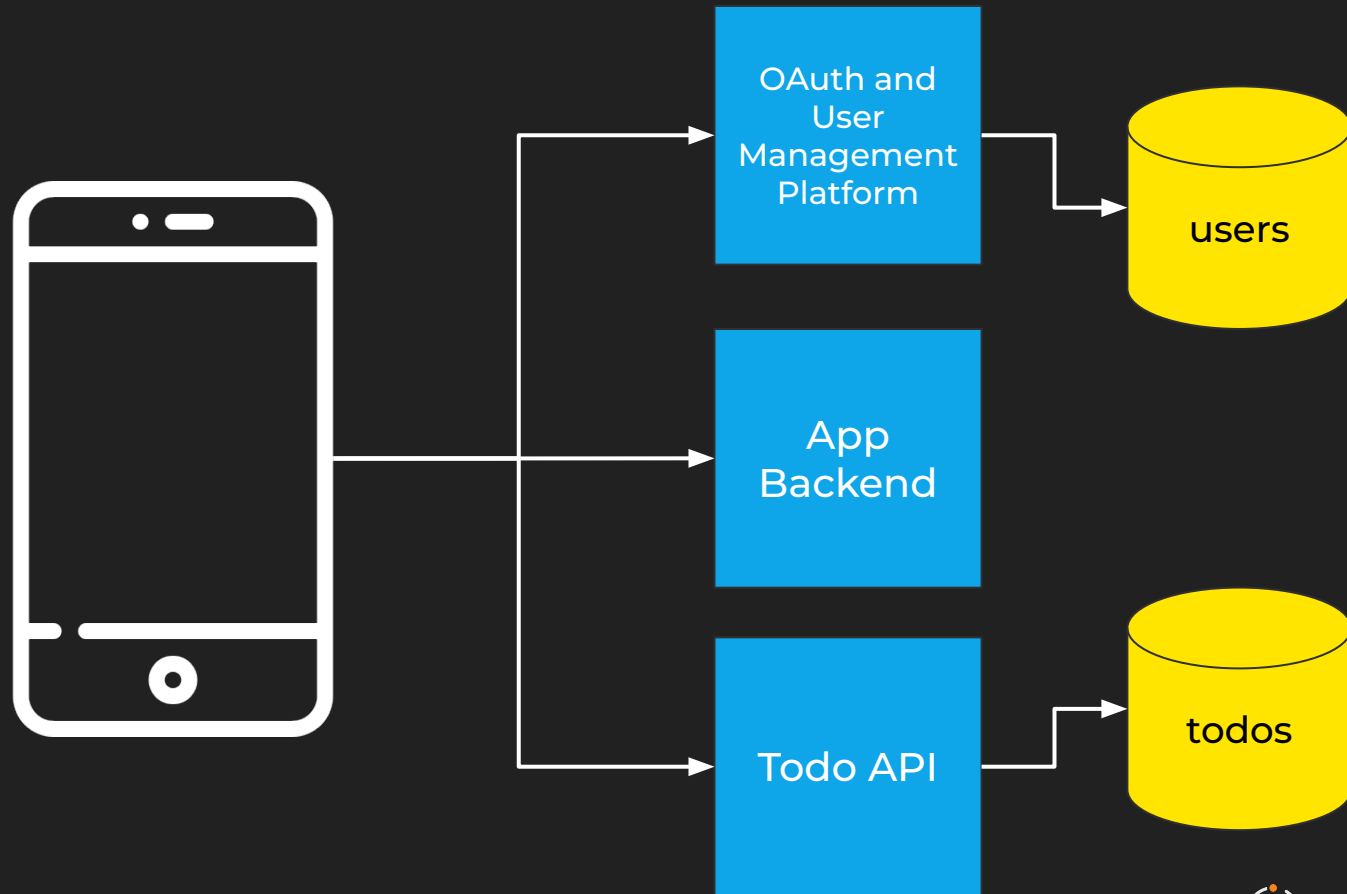 OAuth and
User
Management
Platform
users
App
Backend
todos
Todo API